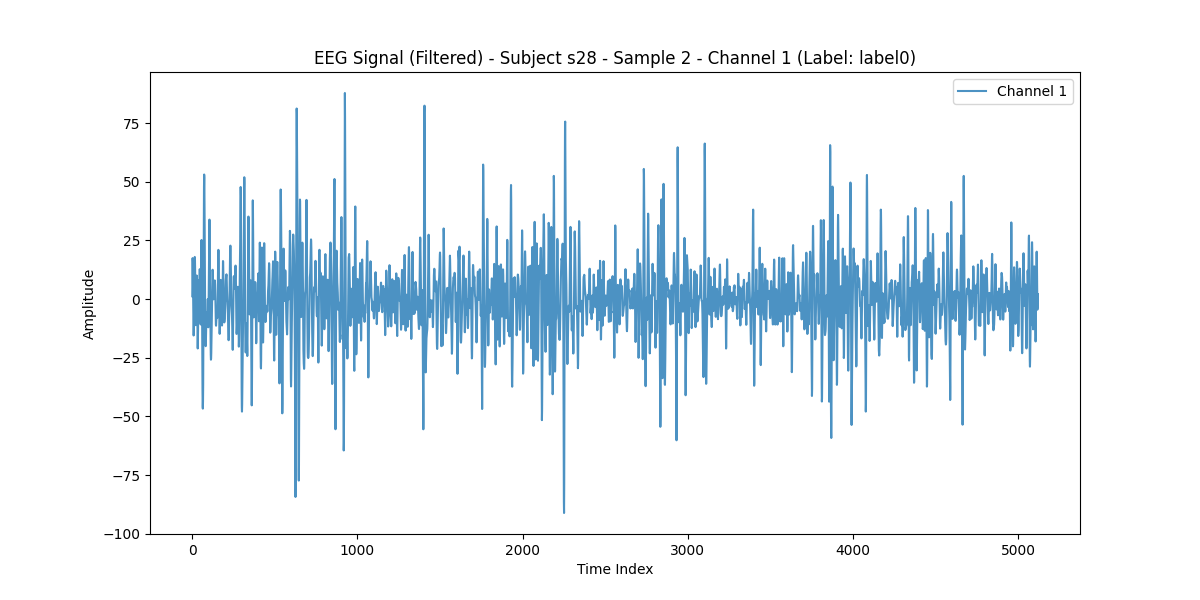 EEG Signal (Filtered) - Subject s28 - Sample 2 - Channel 1 (Label: label0)
Channel 1
75
50
25
0
−25
−50
−75
−100
Amplitude
0 1000 2000 3000 4000 5000
Time Index